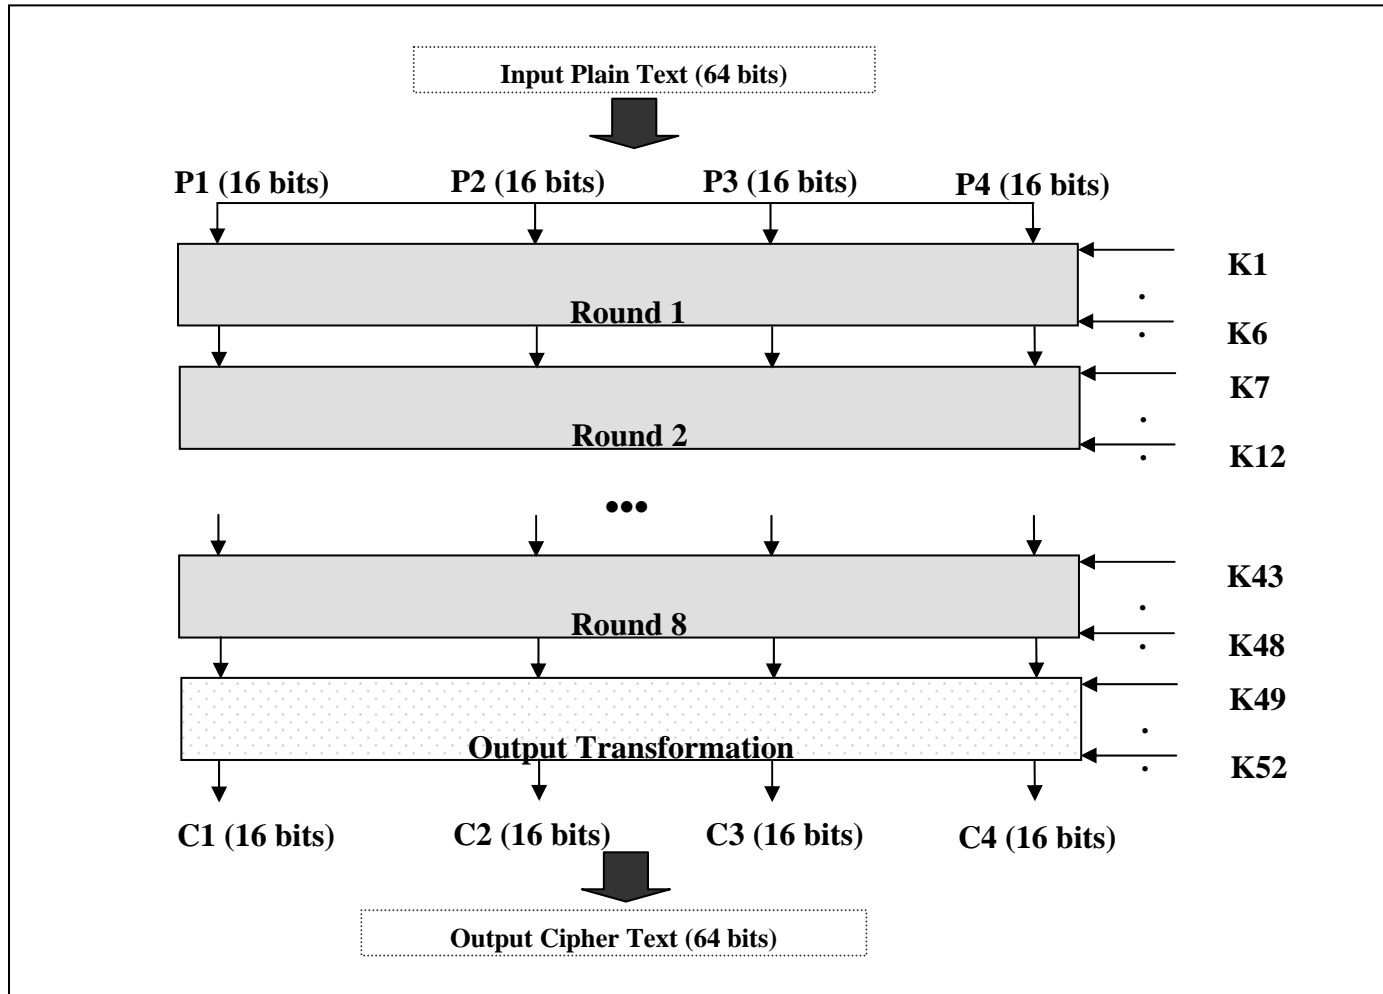 Input Plain Text (64 bits)
P1 (16 bits) P2 (16 bits) P3 (16 bits) P4 (16 bits)
K1
Round 1
K6
K7
Round 2
K12
•••
K43
Round 8
K48
K49
Output Transformation
K52
C1 (16 bits) C2 (16 bits) C3 (16 bits) C4 (16 bits)
Output Cipher Text (64 bits)